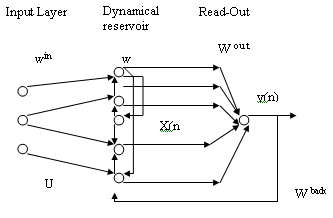 Input Layer
Dynamical
reservoir
Read-Out
W out
w in
w
y(n)
X(n
U
W back